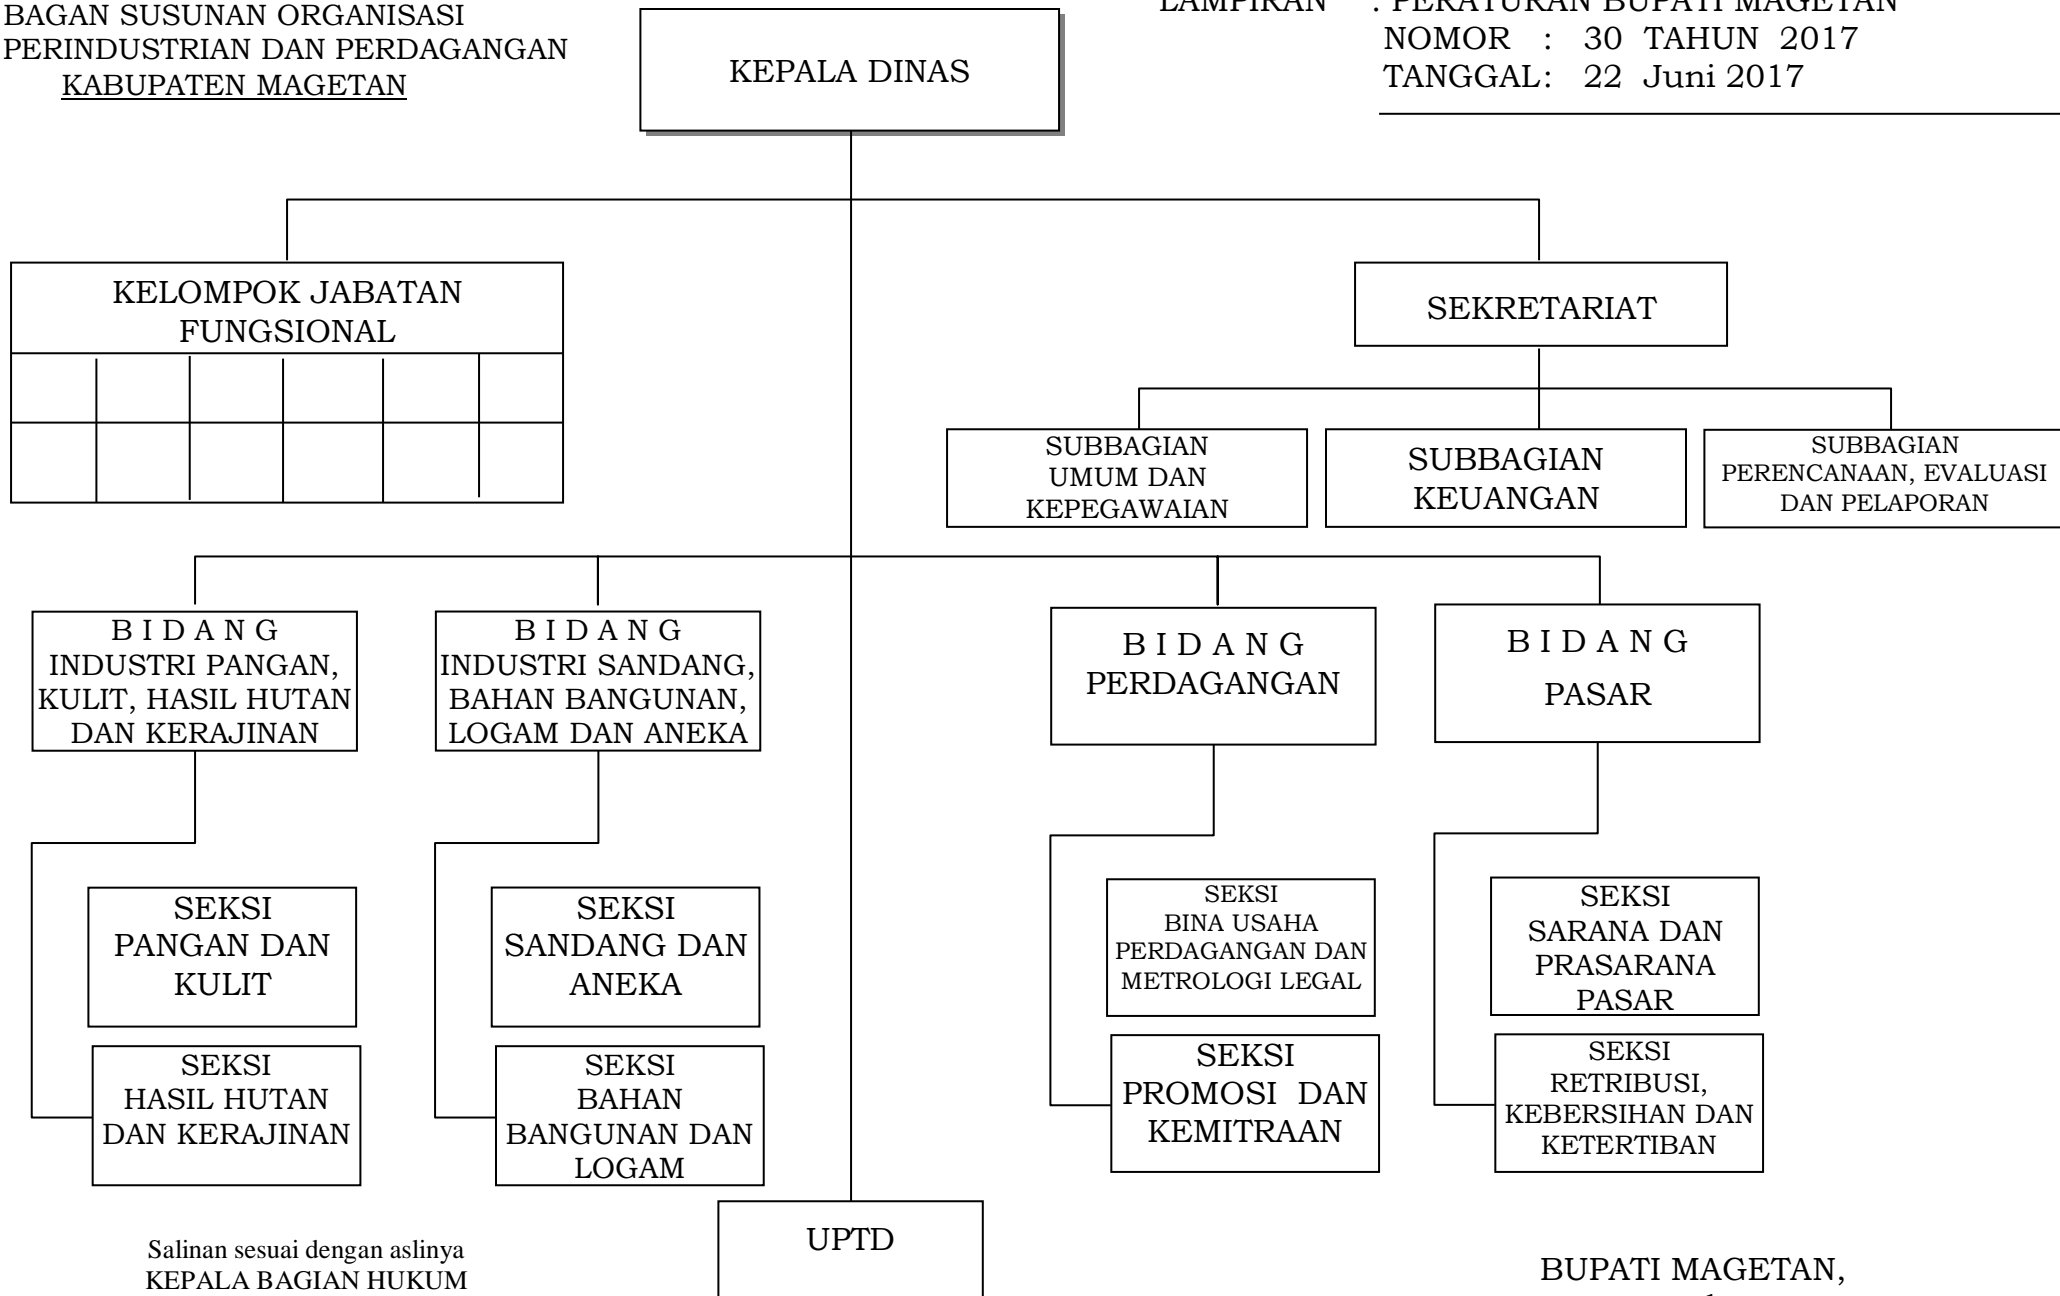 BAGAN SUSUNAN ORGANISASI
PERINDUSTRIAN DAN PERDAGANGAN
KABUPATEN MAGETAN
KEPALA DINAS
LAMPIRAN : PERATURAN BUPATI MAGETAN
NOMOR : 30 TAHUN 2017
TANGGAL: 22 Juni 2017
KELOMPOK JABATAN
FUNGSIONAL
SEKRETARIAT
SUBBAGIAN
UMUM DAN
KEPEGAWAIAN
SUBBAGIAN
KEUANGAN
SUBBAGIAN
PERENCANAAN, EVALUASI
DAN PELAPORAN
B I D A N G
INDUSTRI PANGAN,
KULIT, HASIL HUTAN
DAN KERAJINAN
B I D A N G
INDUSTRI SANDANG,
BAHAN BANGUNAN,
LOGAM DAN ANEKA
B I D A N G
PERDAGANGAN
B I D A N G
PASAR
SEKSI
PANGAN DAN
KULIT
SEKSI
SANDANG DAN
ANEKA
SEKSI
BINA USAHA
PERDAGANGAN DAN
METROLOGI LEGAL
SEKSI
SARANA DAN
PRASARANA
PASAR
SEKSI
HASIL HUTAN
DAN KERAJINAN
SEKSI
BAHAN
BANGUNAN DAN
LOGAM
SEKSI
PROMOSI DAN
KEMITRAAN
SEKSI
RETRIBUSI,
KEBERSIHAN DAN
KETERTIBAN
UPTD
Salinan sesuai dengan aslinya
KEPALA BAGIAN HUKUM
BUPATI MAGETAN,